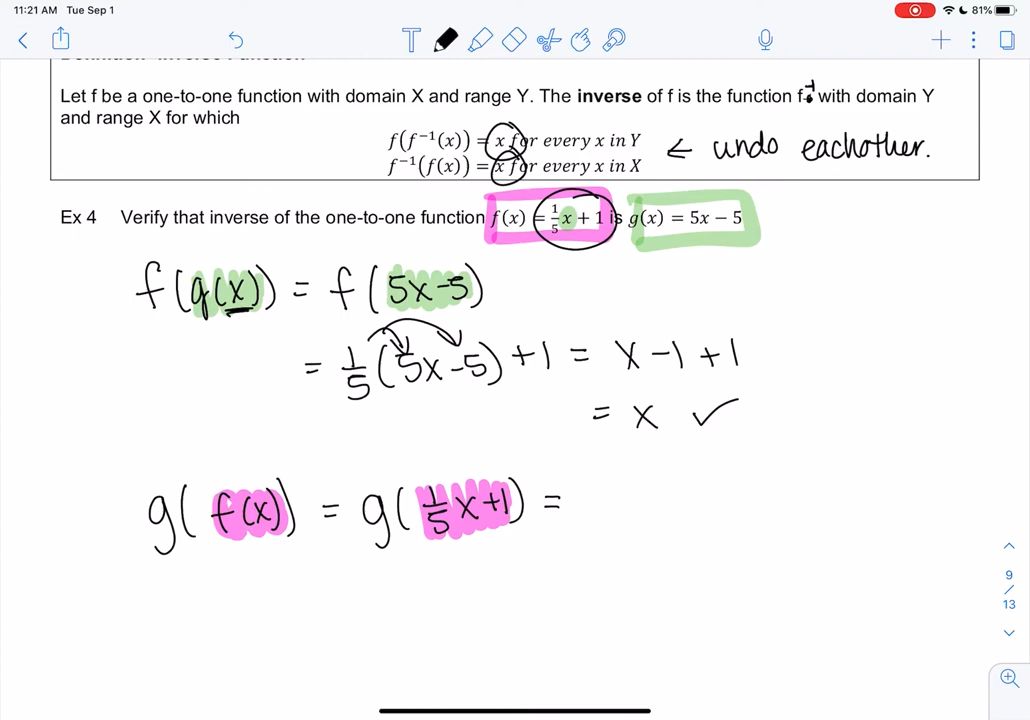 11:21 AM Tue Sep 1 81%
Definition Inverse Function
Let f be a one-to-one function with domain X and range Y. The inverse of f is the function f⁻¹ with domain Y
and range X for which
f(f⁻¹(x)) = x for every x in Y
f⁻¹(f(x)) = x for every x in X
← undo eachother.
Ex 4 Verify that inverse of the one-to-one function f(x) = 1/5 x + 1 is g(x) = 5x − 5
f(g(x)) = f(5x-5)
= 1/5 (5x-5) + 1 = x - 1 + 1
= x ✓
g(f(x)) = g(1/5 x+1) =
9
/
13